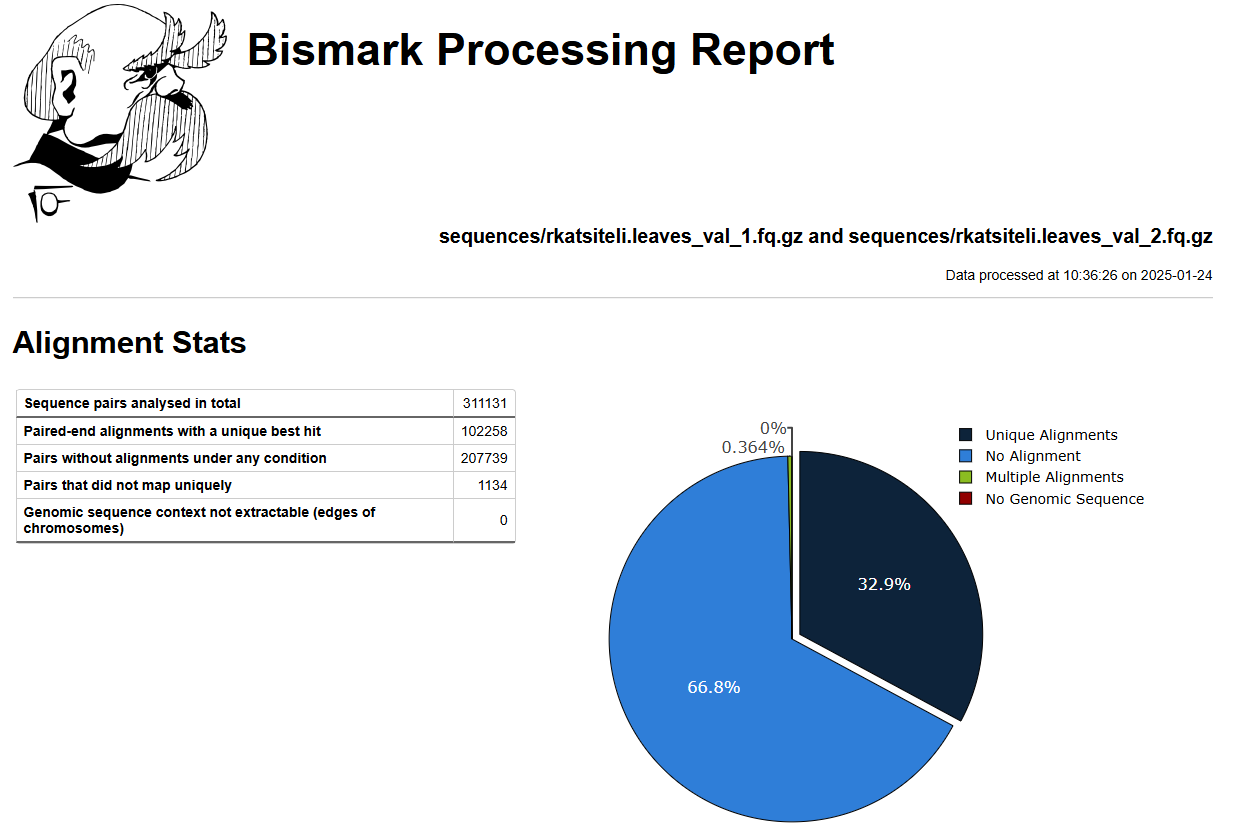 Bismark Processing Report
sequences/rkatsiteli.leaves_val_1.fq.gz and sequences/rkatsiteli.leaves_val_2.fq.gz
Data processed at 10:36:26 on 2025-01-24
Alignment Stats
Sequence pairs analysed in total 311131
Paired-end alignments with a unique best hit 102258
Pairs without alignments under any condition 207739
Pairs that did not map uniquely 1134
Genomic sequence context not extractable (edges of
chromosomes) 0
0%
0.364%
32.9%
66.8%
Unique Alignments
No Alignment
Multiple Alignments
No Genomic Sequence